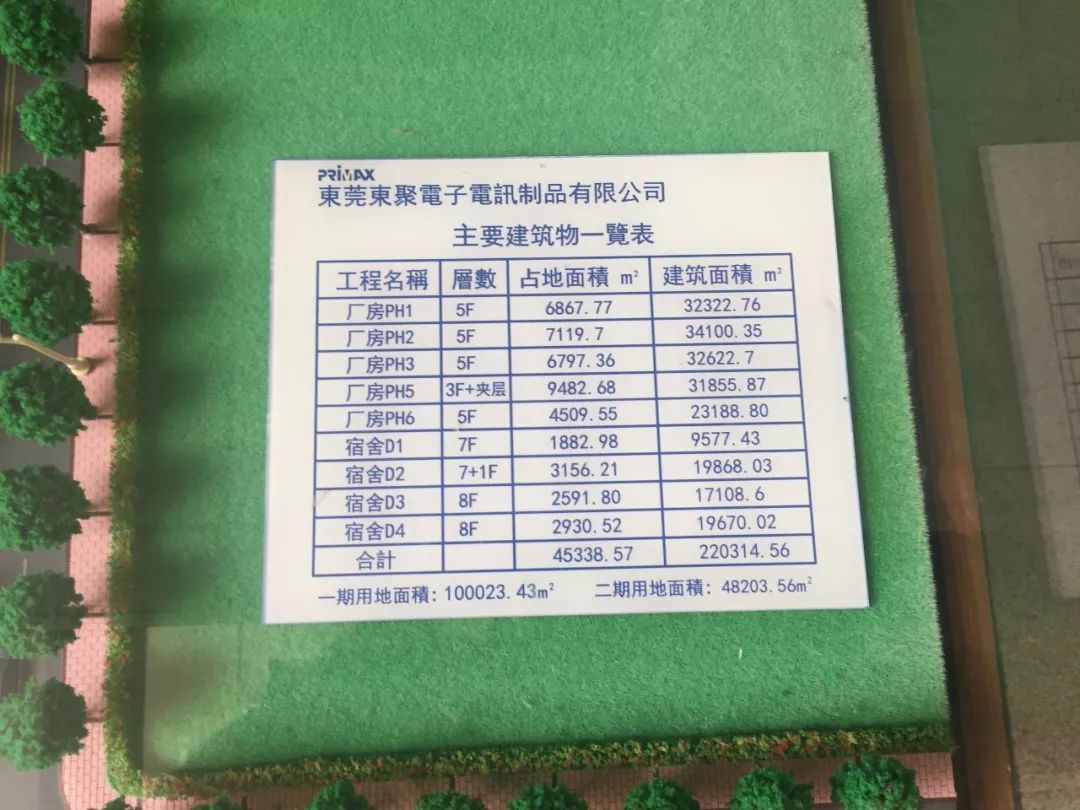 PRIMAX
東莞東聚電子電訊制品有限公司
主要建筑物一覽表
工程名稱 層數 占地面積 m² 建筑面積 m²
厂房PH1 5F 6867.77 32322.76
厂房PH2 5F 7119.7 34100.35
厂房PH3 5F 6797.36 32622.7
厂房PH5 3F+夹层 9482.68 31855.87
厂房PH6 5F 4509.55 23188.80
宿舍D1 7F 1882.98 9577.43
宿舍D2 7+1F 3156.21 19868.03
宿舍D3 8F 2591.80 17108.6
宿舍D4 8F 2930.52 19670.02
合計 45338.57 220314.56
一期用地面積: 100023.43m² 二期用地面積: 48203.56m²